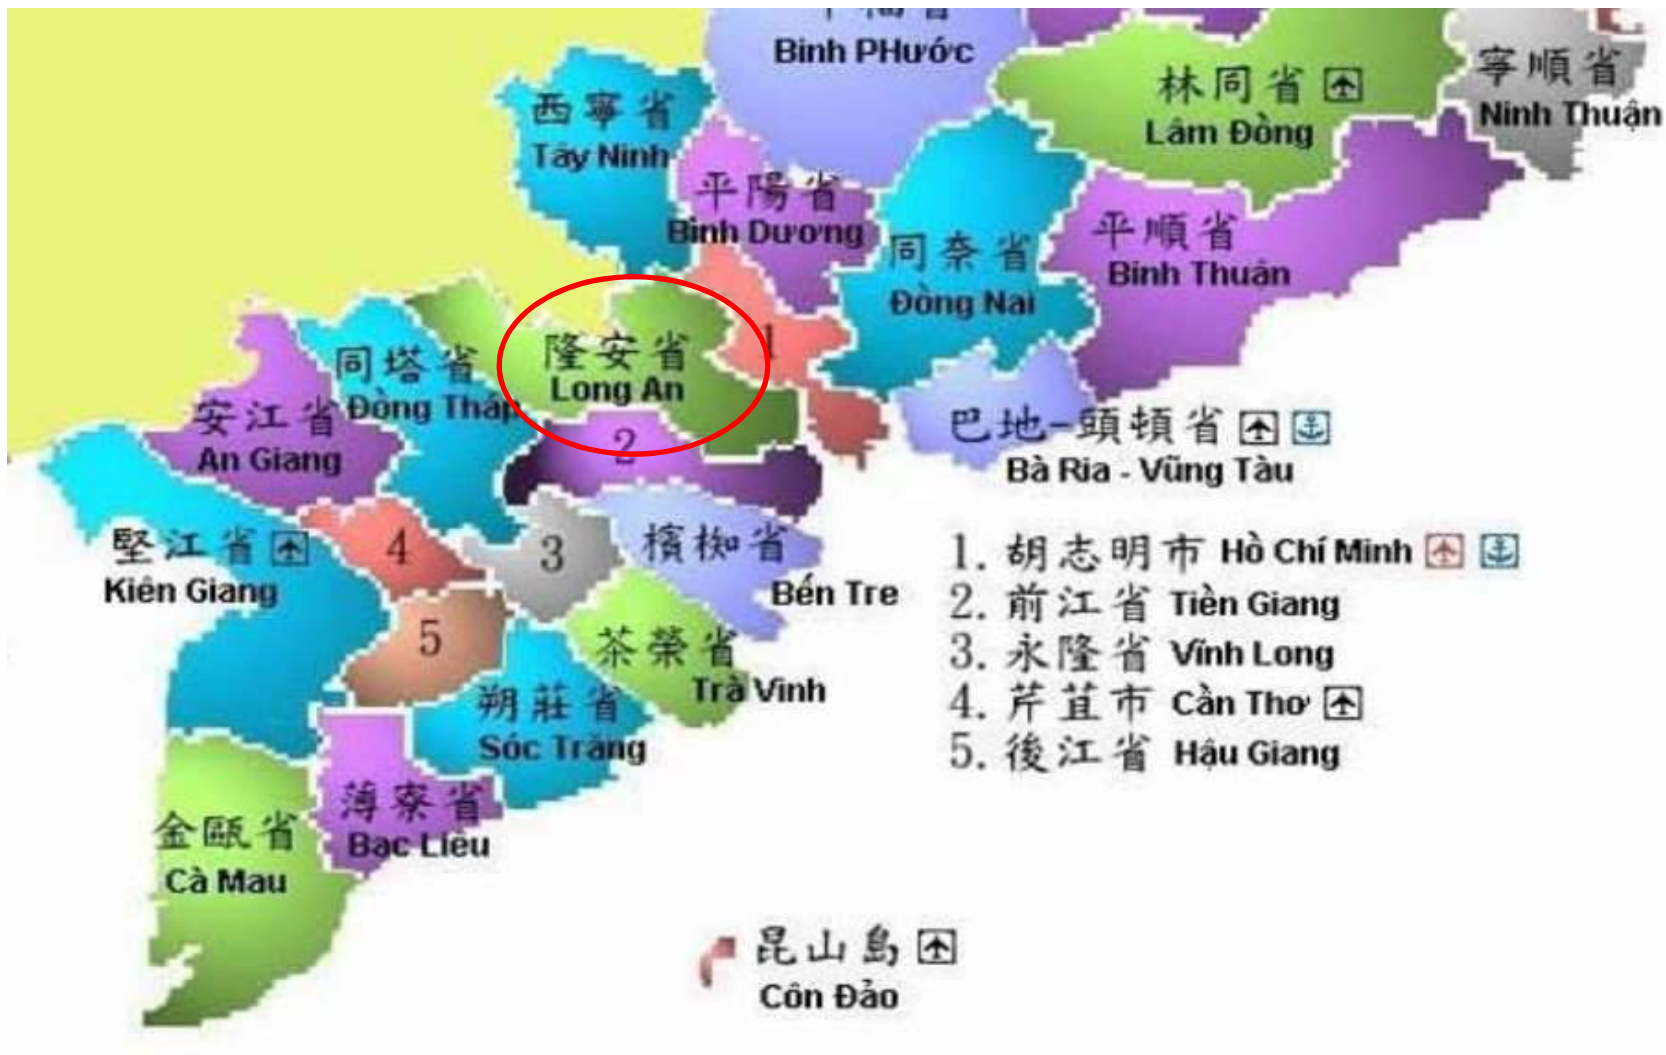 Bình PHước
林同省
Lâm Đồng
寧順省
Ninh Thuận
西寧省
Tây Ninh
平陽省
Bình Dương
同奈省
Đồng Nai
平順省
Bình Thuận
隆安省
Long An
1
同塔省
Đồng Tháp
安江省
An Giang
2
巴地-頭頓省
Bà Rịa - Vũng Tàu
堅江省
Kiên Giang
4
3
檳椥省
Bến Tre
5
茶榮省
Trà Vinh
朔莊省
Sóc Trăng
薄寮省
Bạc Liêu
金甌省
Cà Mau
1. 胡志明市 Hồ Chí Minh
2. 前江省 Tiền Giang
3. 永隆省 Vĩnh Long
4. 芹苴市 Cần Thơ
5. 後江省 Hậu Giang
昆山島
Côn Đảo